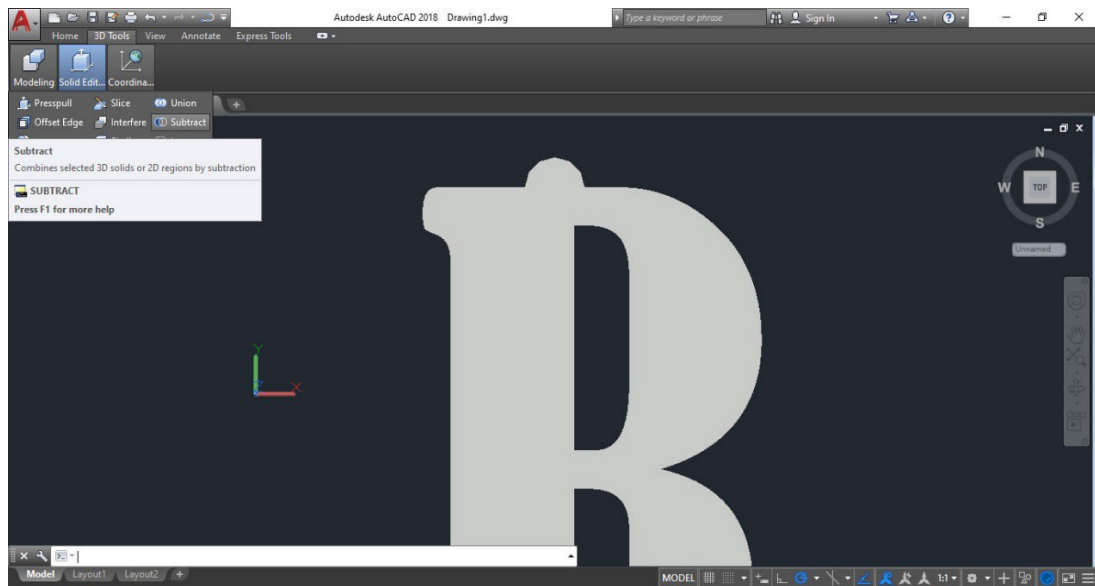 Autodesk AutoCAD 2018 Drawing1.dwg
Type a keyword or phrase
Sign In
Home 3D Tools View Annotate Express Tools
Modeling Solid Edit... Coordina...
Presspull Slice Union
Offset Edge Interfere Subtract
Subtract
Combines selected 3D solids or 2D regions by subtraction
SUBTRACT
Press F1 for more help
N
W TOP E
S
Unnamed
Y
X
B
Model Layout1 Layout2 +
MODEL 1:1